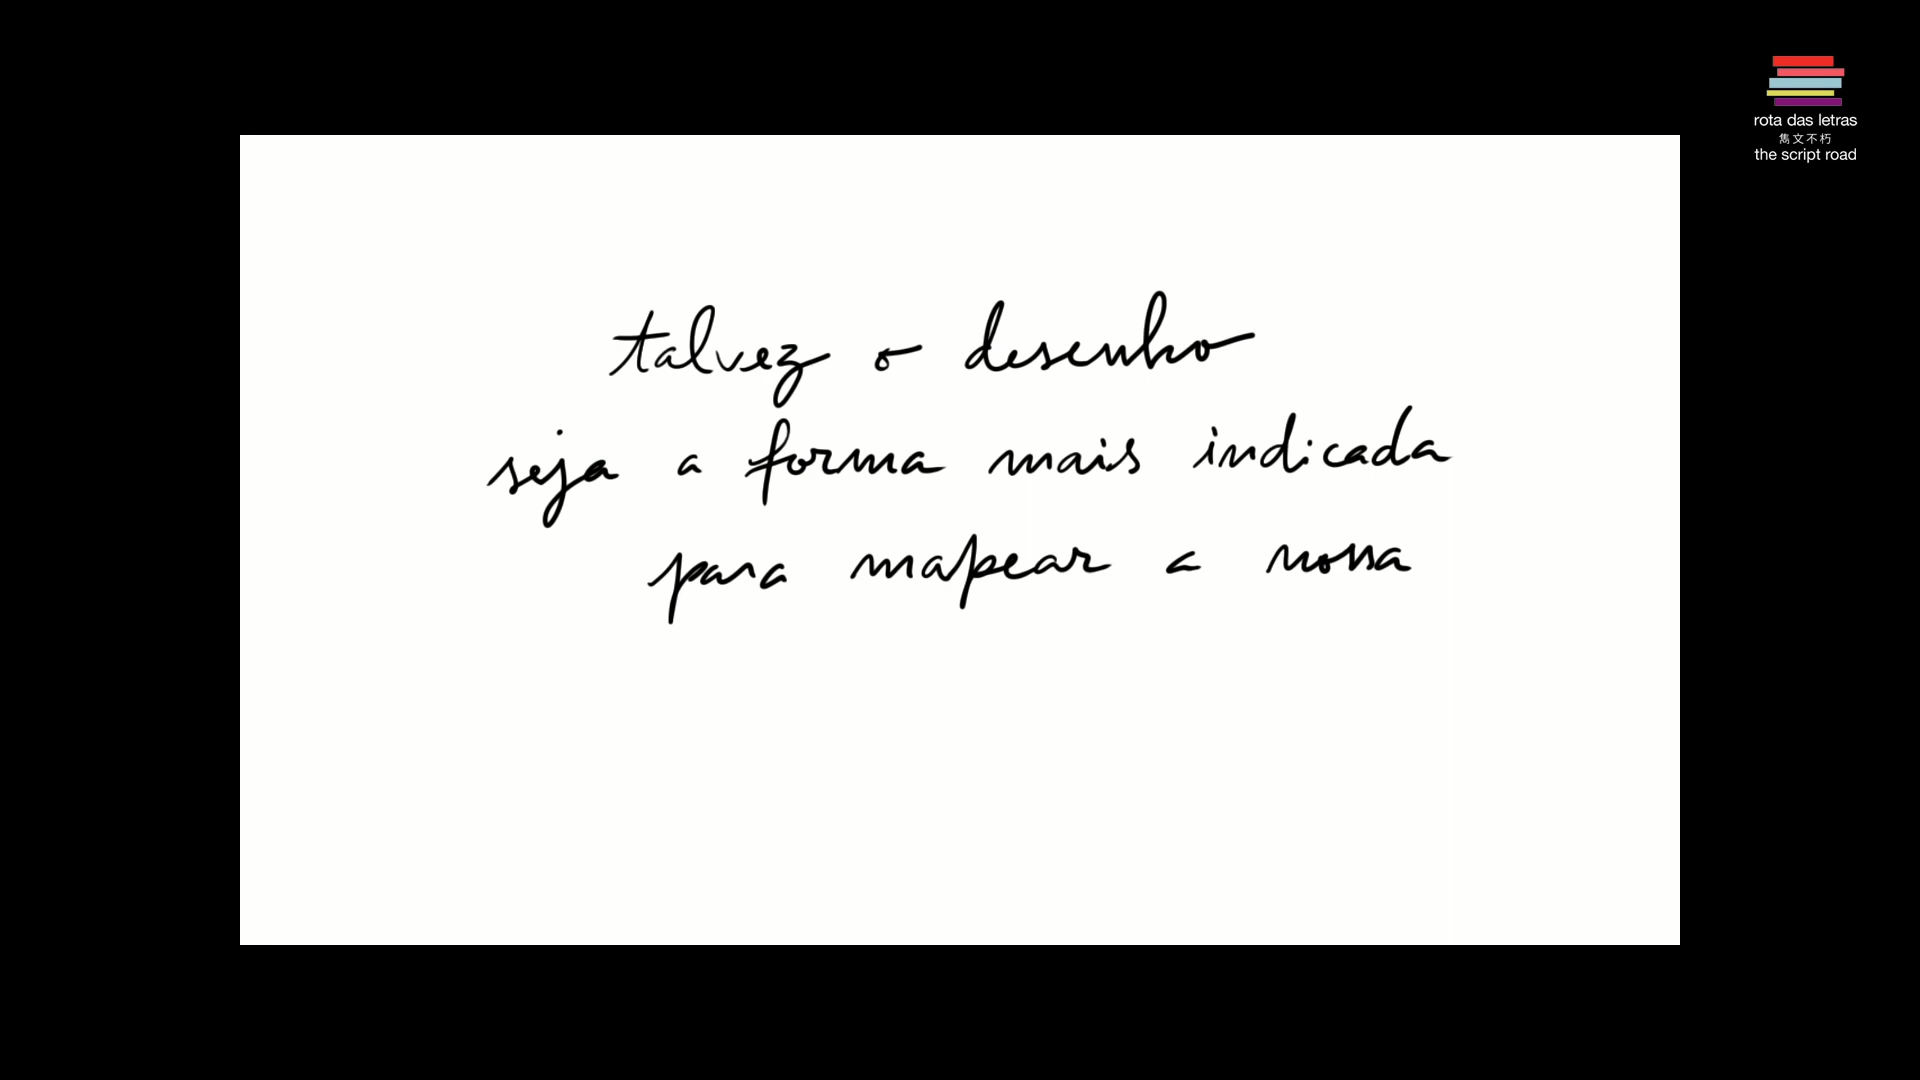 rota das letras
雋文不朽
the script road
talvez o desenho
seja a forma mais indicada
para mapear a nossa